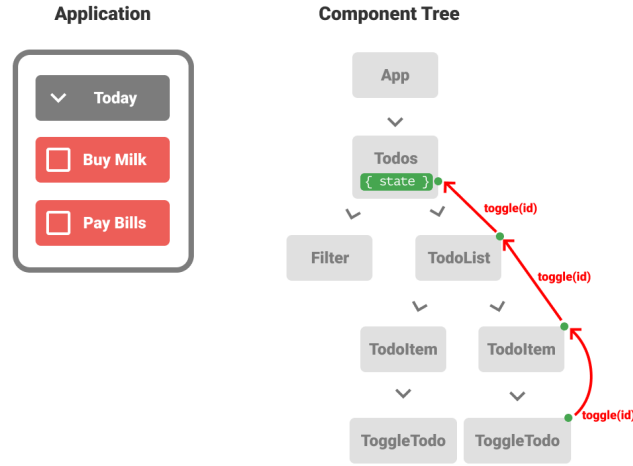 Application
Component Tree
Today
Buy Milk
Pay Bills
App
Todos
{ state }
toggle(id)
Filter
TodoList
toggle(id)
TodoItem
TodoItem
toggle(id)
ToggleTodo
ToggleTodo